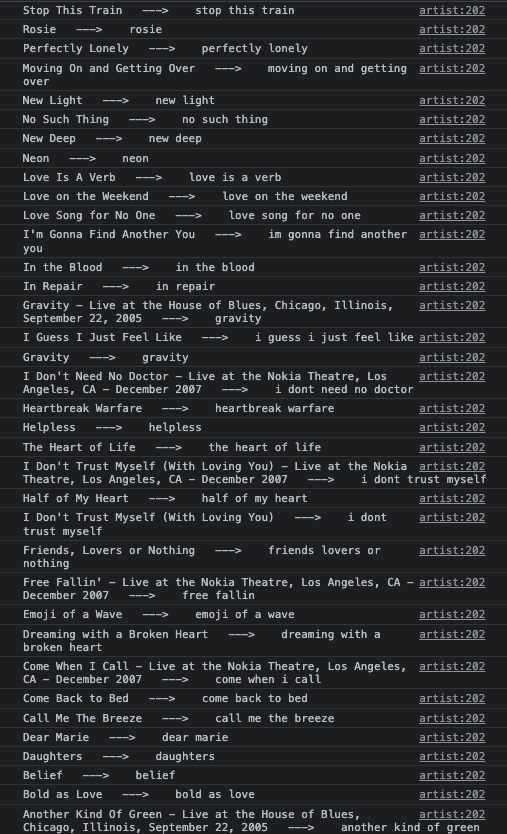 Stop This Train --–> stop this train artist:202
Rosie --–> rosie artist:202
Perfectly Lonely --–> perfectly lonely artist:202
Moving On and Getting Over --–> moving on and getting artist:202
over
New Light --–> new light artist:202
No Such Thing --–> no such thing artist:202
New Deep --–> new deep artist:202
Neon --–> neon artist:202
Love Is A Verb --–> love is a verb artist:202
Love on the Weekend --–> love on the weekend artist:202
Love Song for No One --–> love song for no one artist:202
I'm Gonna Find Another You --–> im gonna find another artist:202
you
In the Blood --–> in the blood artist:202
In Repair --–> in repair artist:202
Gravity - Live at the House of Blues, Chicago, Illinois, artist:202
September 22, 2005 --–> gravity
I Guess I Just Feel Like --–> i guess i just feel like artist:202
Gravity --–> gravity artist:202
I Don't Need No Doctor - Live at the Nokia Theatre, Los artist:202
Angeles, CA - December 2007 --–> i dont need no doctor
Heartbreak Warfare --–> heartbreak warfare artist:202
Helpless --–> helpless artist:202
The Heart of Life --–> the heart of life artist:202
I Don't Trust Myself (With Loving You) - Live at the Nokia artist:202
Theatre, Los Angeles, CA - December 2007 --–> i dont trust myself
Half of My Heart --–> half of my heart artist:202
I Don't Trust Myself (With Loving You) --–> i dont artist:202
trust myself
Friends, Lovers or Nothing --–> friends lovers or artist:202
nothing
Free Fallin' - Live at the Nokia Theatre, Los Angeles, CA - artist:202
December 2007 --–> free fallin
Emoji of a Wave --–> emoji of a wave artist:202
Dreaming with a Broken Heart --–> dreaming with a artist:202
broken heart
Come When I Call - Live at the Nokia Theatre, Los Angeles, artist:202
CA - December 2007 --–> come when i call
Come Back to Bed --–> come back to bed artist:202
Call Me The Breeze --–> call me the breeze artist:202
Dear Marie --–> dear marie artist:202
Daughters --–> daughters artist:202
Belief --–> belief artist:202
Bold as Love --–> bold as love artist:202
Another Kind Of Green - Live at the House of Blues, artist:202
Chicago, Illinois, September 22, 2005 --–> another kind of green